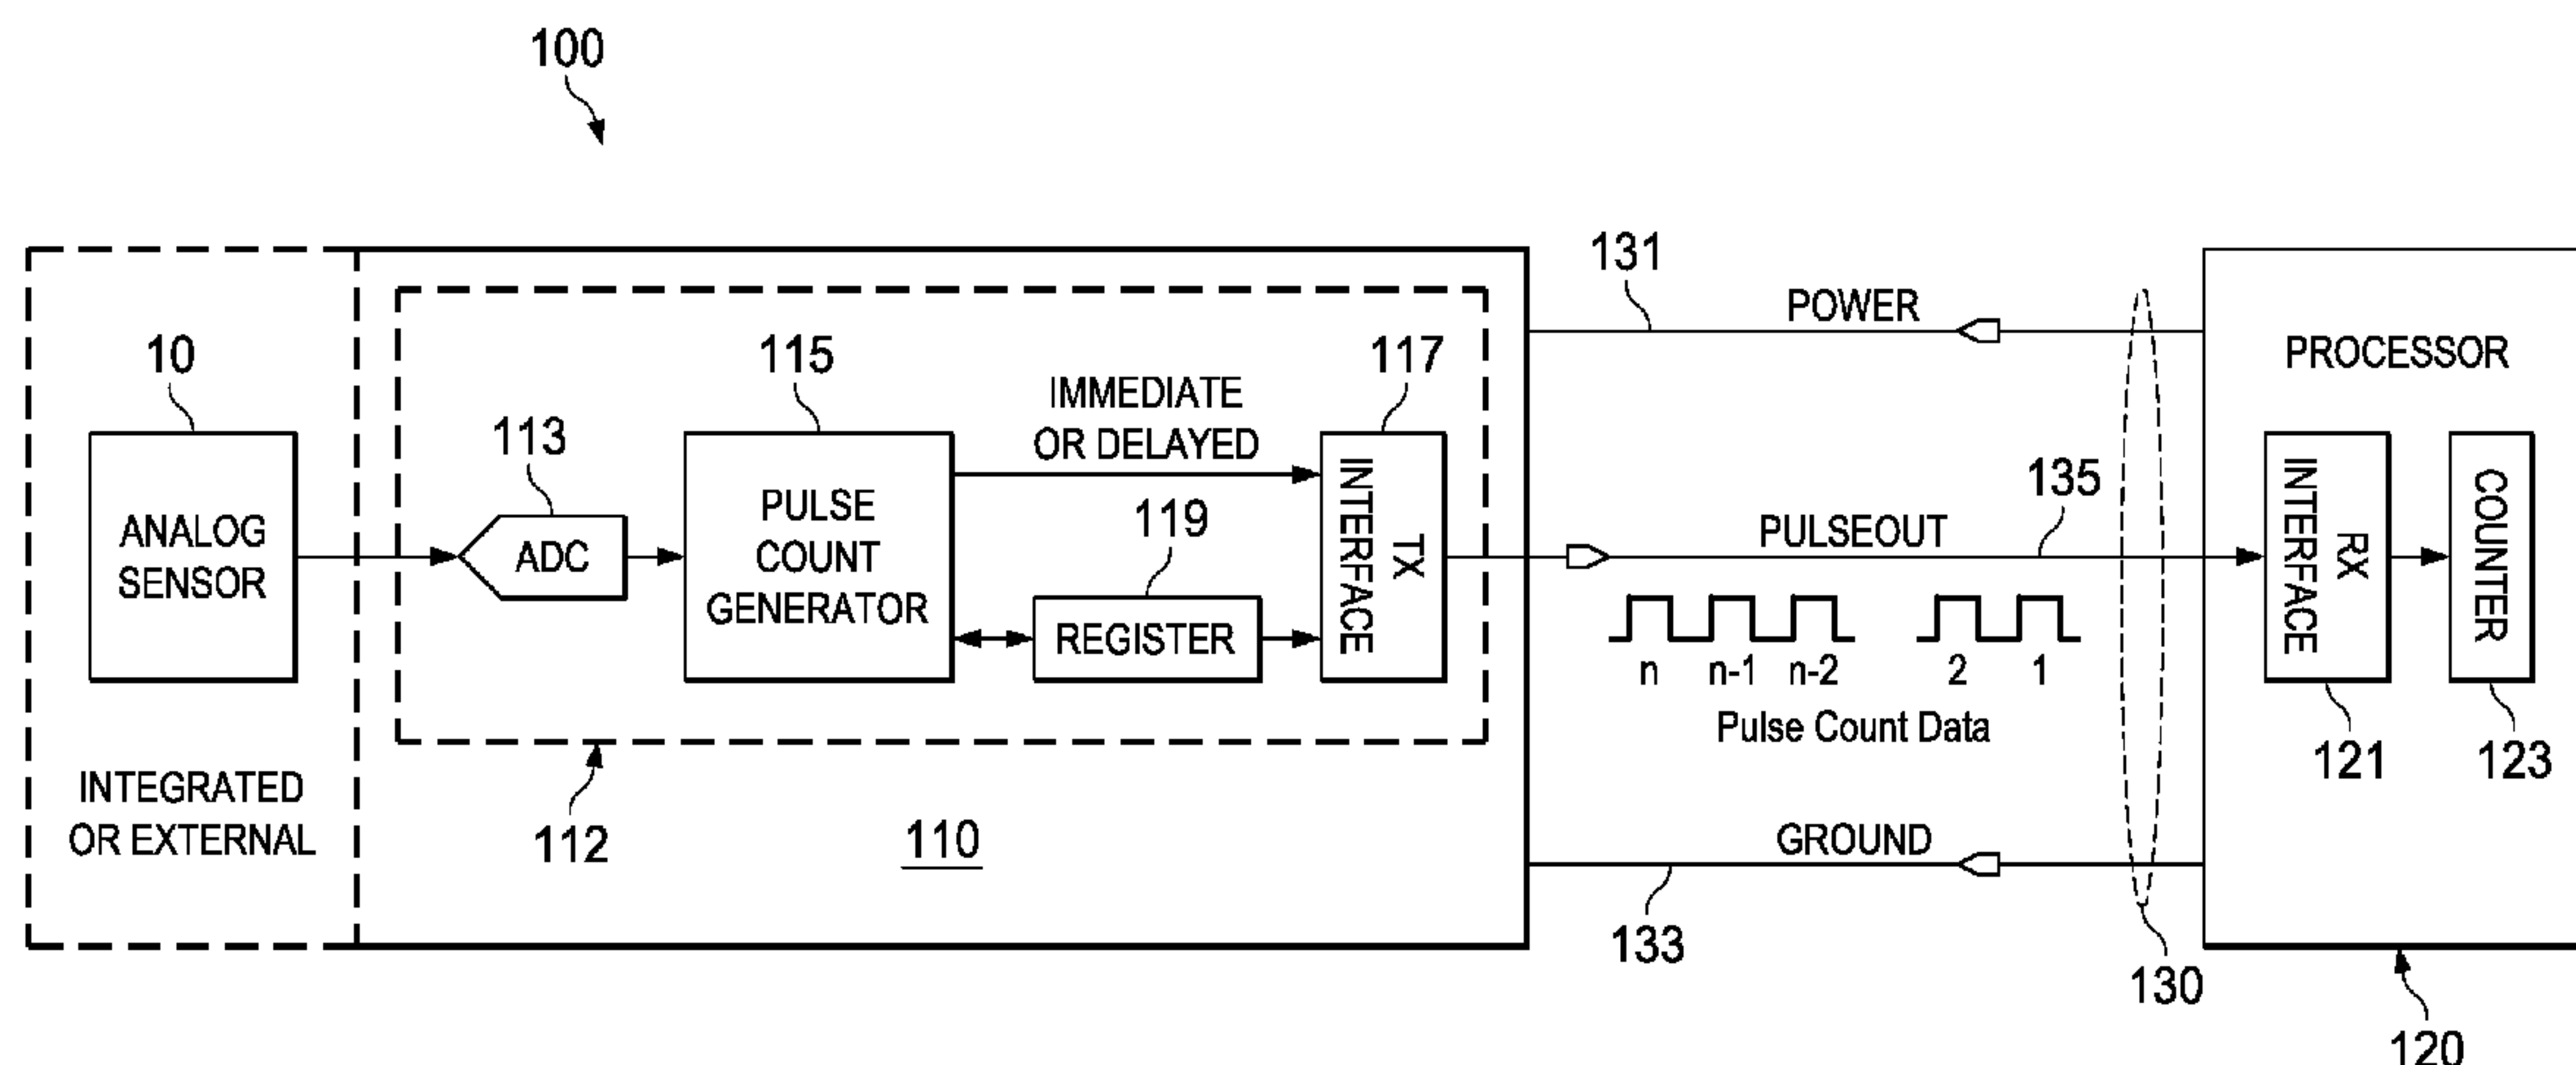 100
131
POWER
10
115
117
PROCESSOR
IMMEDIATE
OR DELAYED
113
135
ANALOG
SENSOR
ADC
PULSE
COUNT
GENERATOR
119
REGISTER
TX
INTERFACE
PULSEOUT
RX
INTERFACE
COUNTER
n
n-1
n-2
2
1
Pulse Count Data
121
123
INTEGRATED
OR EXTERNAL
112
110
GROUND
133
130
120